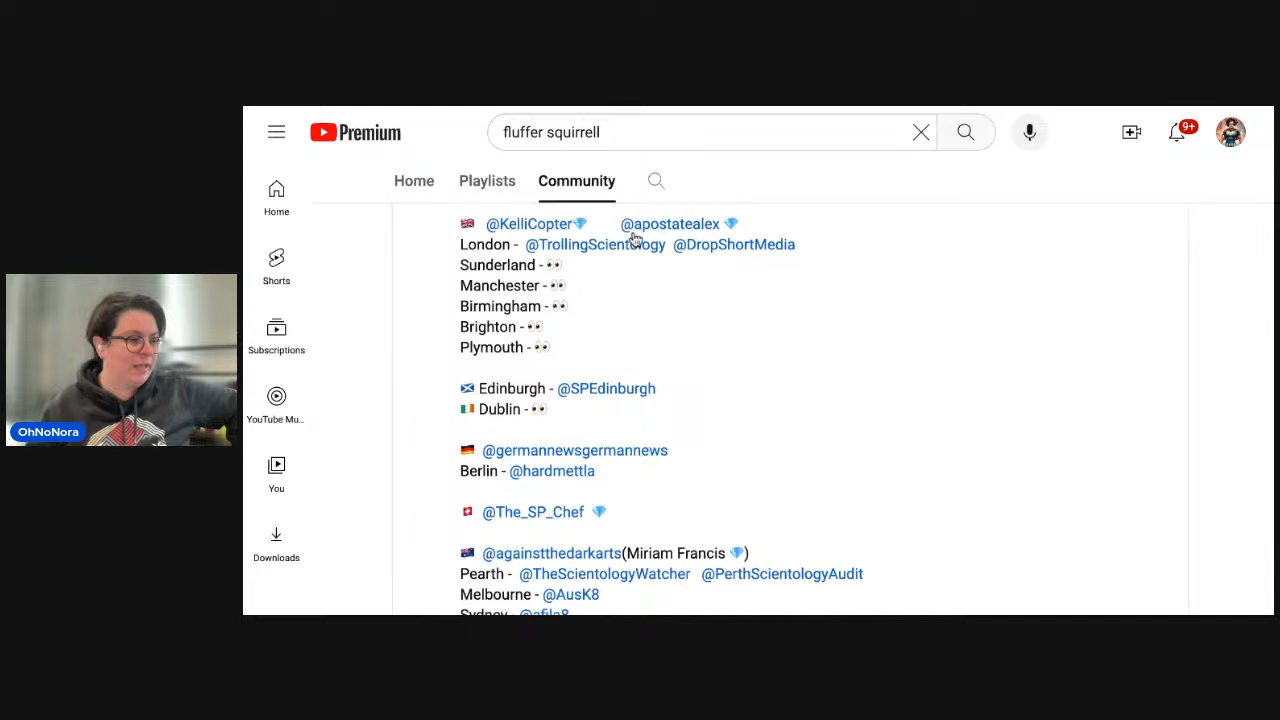 Premium
fluffer squirrell
9+
Home Playlists Community
Home
Shorts
Subscriptions
YouTube Mu...
You
Downloads
🇬🇧 @KelliCopter💎 @apostatealex 💎
London - @TrollingScientology @DropShortMedia
Sunderland - 👀
Manchester - 👀
Birmingham - 👀
Brighton - 👀
Plymouth - 👀
🏴󠁧󠁢󠁳󠁣󠁴󠁿 Edinburgh - @SPEdinburgh
🇮🇪 Dublin - 👀
🇩🇪 @germannewsgermannews
Berlin - @hardmettla
🇨🇭 @The_SP_Chef 💎
🇦🇺 @againstthedarkarts(Miriam Francis 💎)
Pearth - @TheScientologyWatcher @PerthScientologyAudit
Melbourne - @AusK8
Sydney - @afila8
OhNoNora